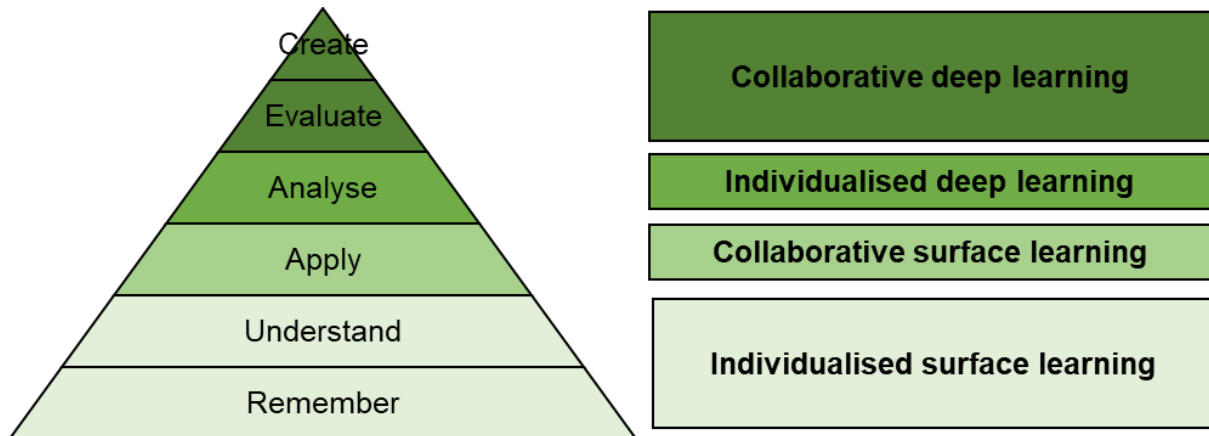 Create
Evaluate
Analyse
Apply
Understand
Remember
Collaborative deep learning
Individualised deep learning
Collaborative surface learning
Individualised surface learning